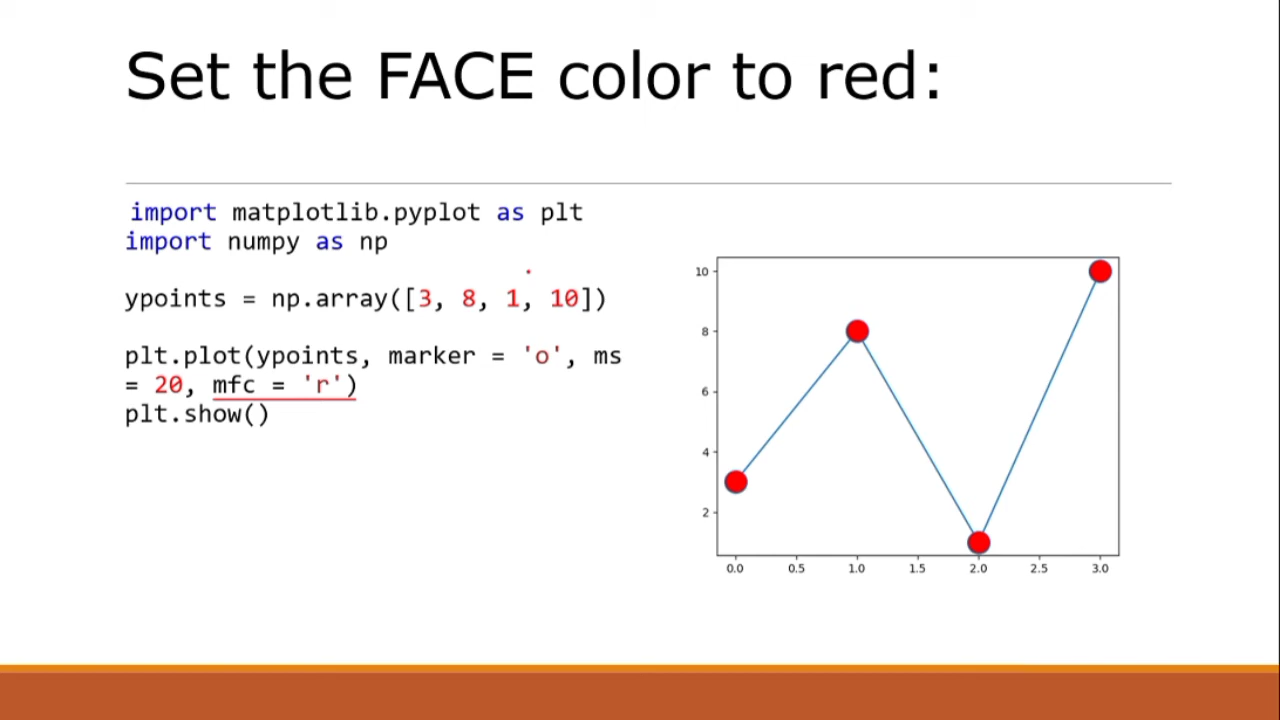 Set the FACE color to red:
import matplotlib.pyplot as plt
import numpy as np
ypoints = np.array([3, 8, 1, 10])
plt.plot(ypoints, marker = 'o', ms
= 20, mfc = 'r')
plt.show()
10
8
6
4
2
0.0 0.5 1.0 1.5 2.0 2.5 3.0